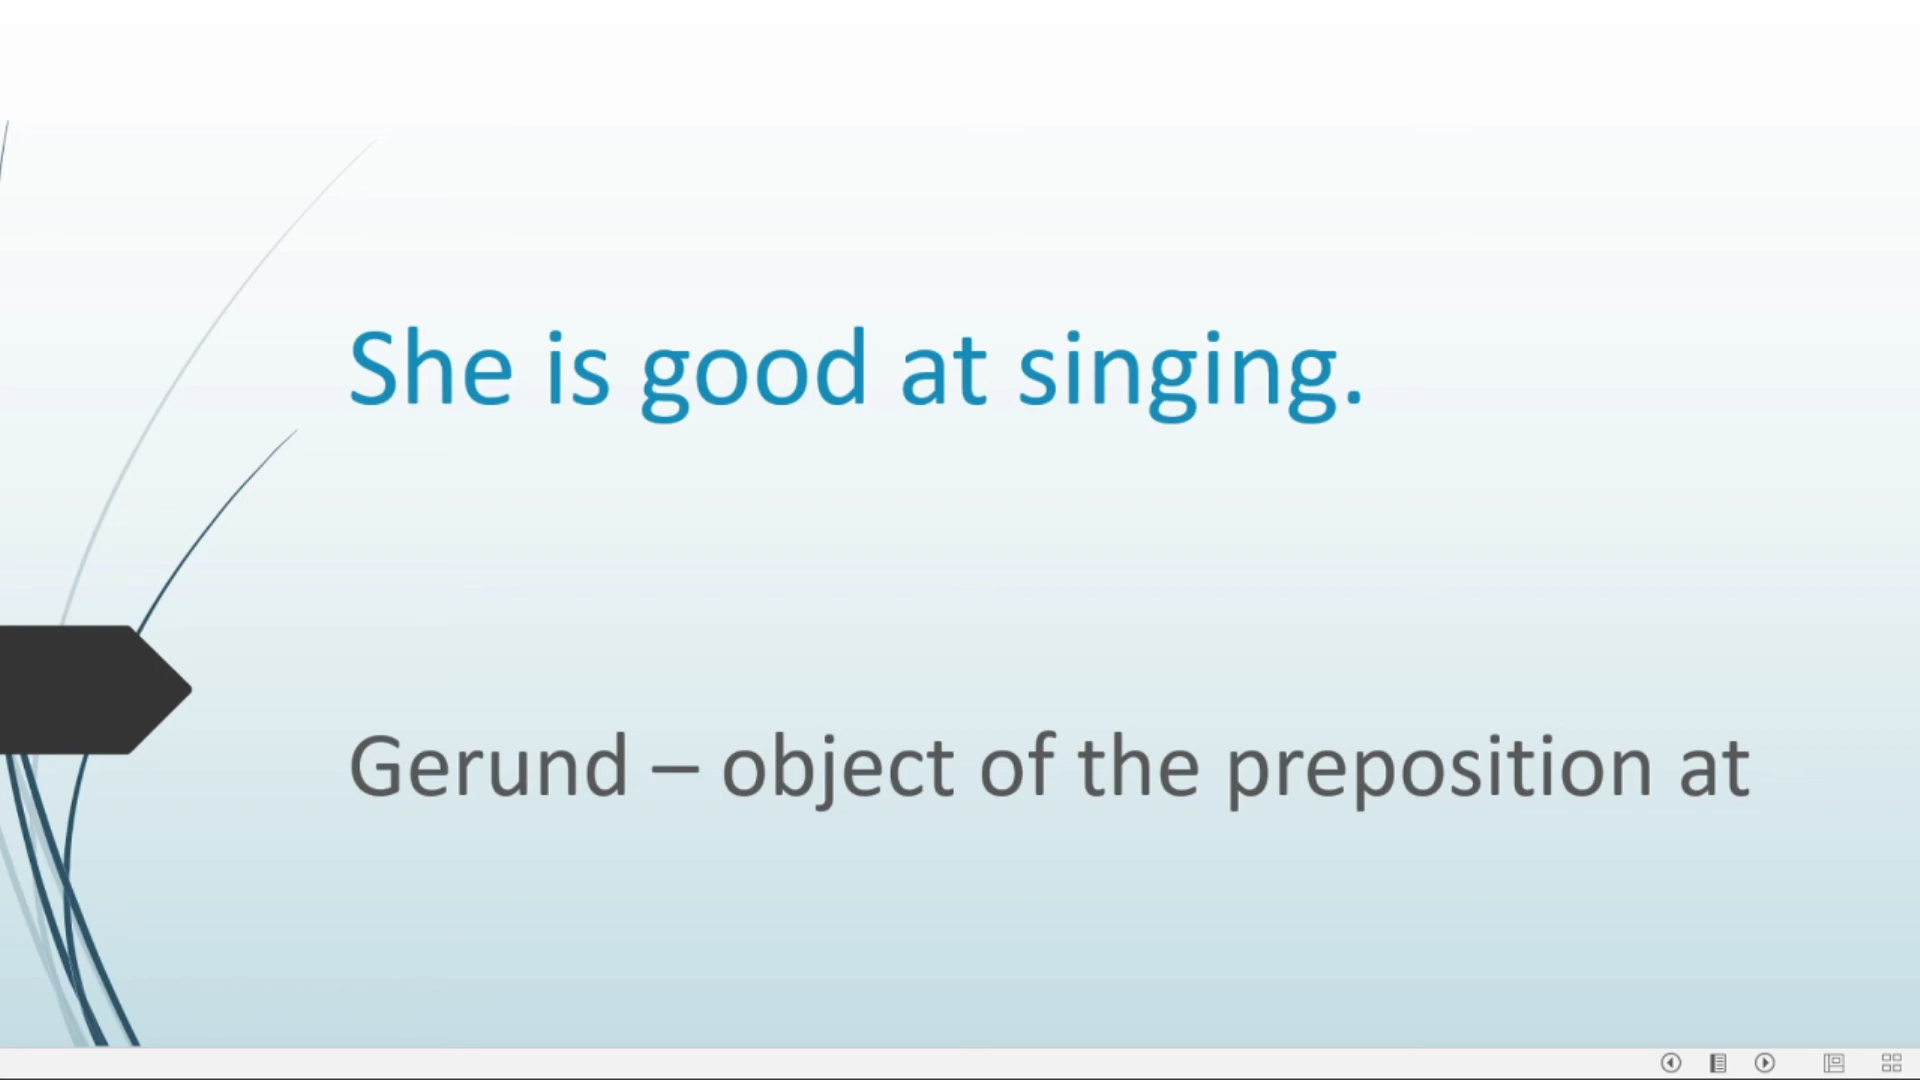 She is good at singing.
Gerund – object of the preposition at